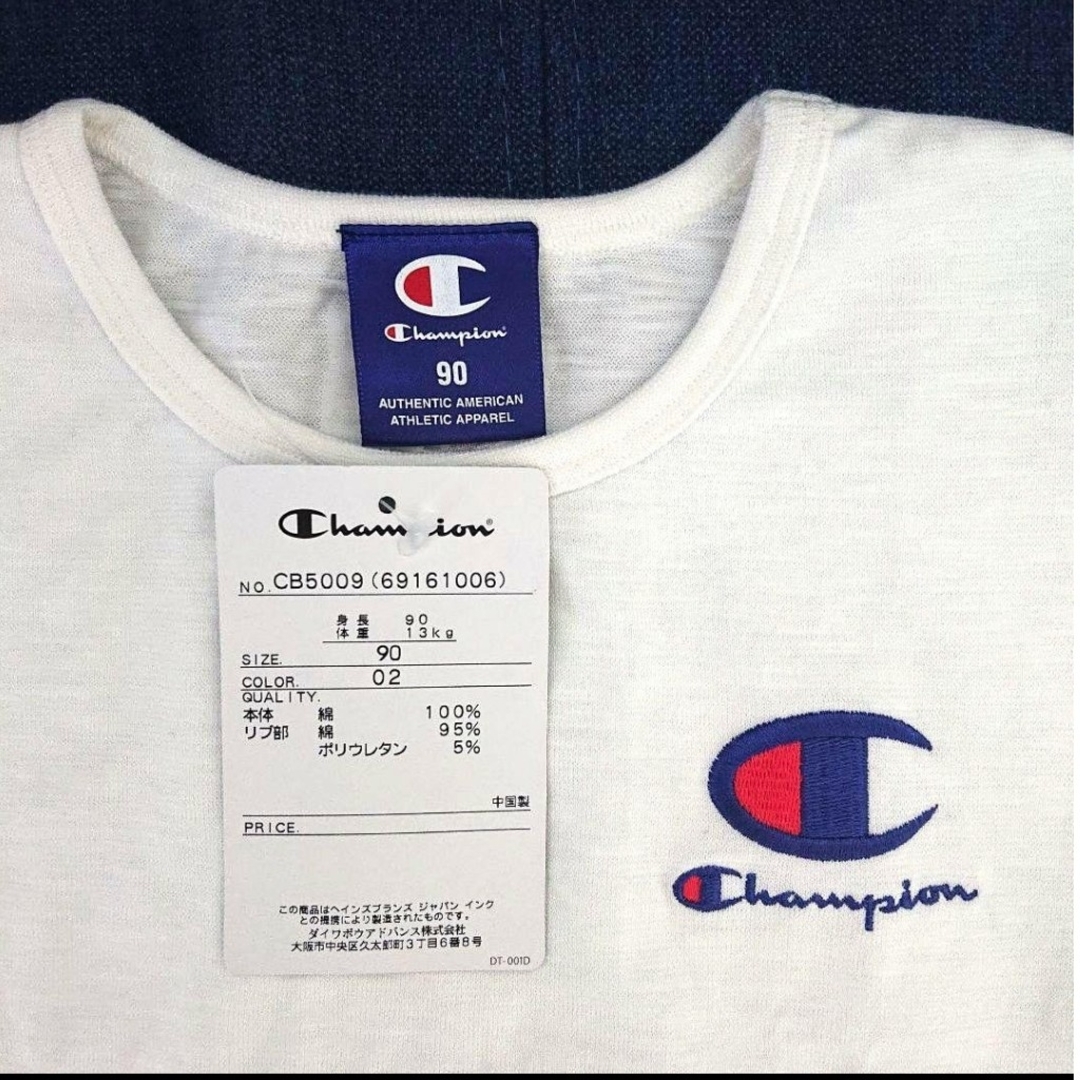 Champion
90
AUTHENTIC AMERICAN
ATHLETIC APPAREL
Champion
NO. CB5009 (69161006)
身長 90
体重 13kg
SIZE. 90
COLOR. 02
QUALITY.
本体 綿 100%
リブ部 綿 95%
ポリウレタン 5%
中国製
PRICE.
この商品はヘインズブランズ ジャパン インク
との提携により製造されたものです。
ダイワボウアドバンス株式会社
大阪市中央区久太郎町3丁目6番8号
DT-001D
Champion